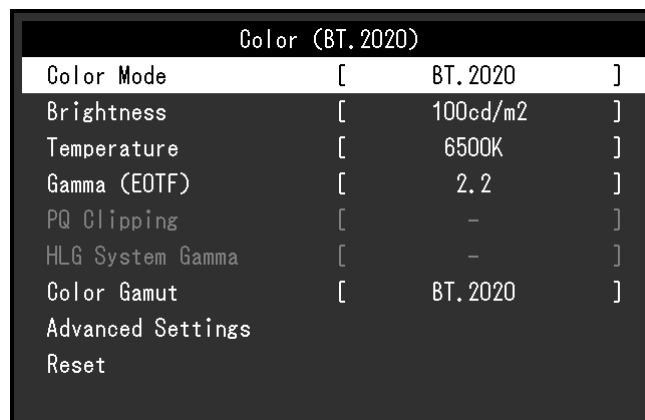 Color (BT.2020)
Color Mode [ BT.2020 ]
Brightness [ 100cd/m2 ]
Temperature [ 6500K ]
Gamma (EOTF) [ 2.2 ]
PQ Clipping [ – ]
HLG System Gamma [ – ]
Color Gamut [ BT.2020 ]
Advanced Settings
Reset